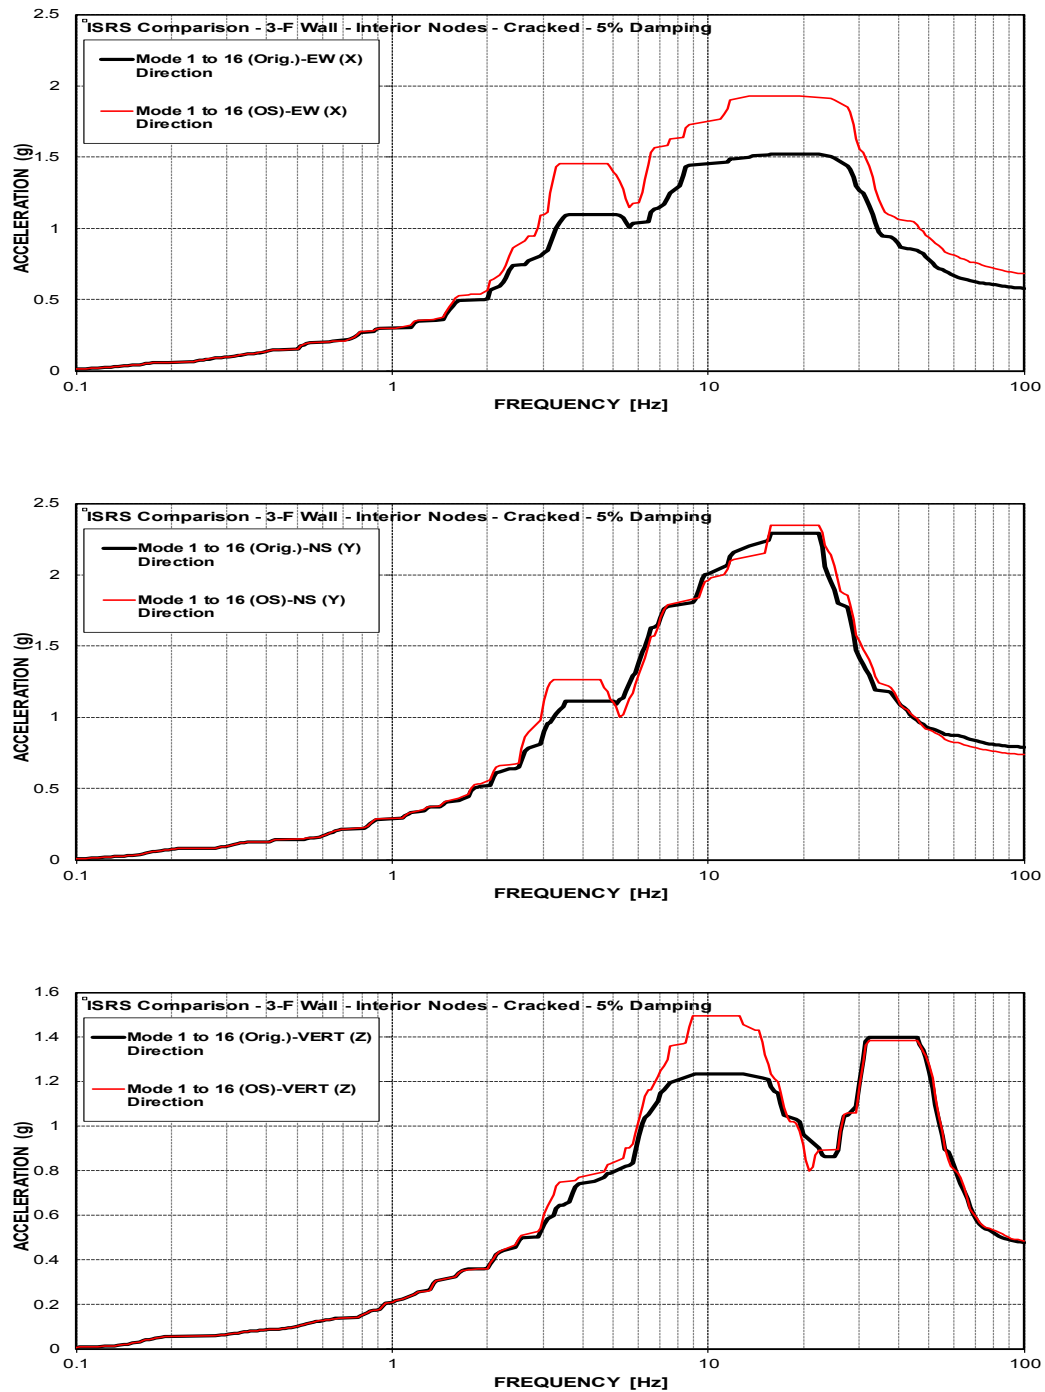 2.5
ISRS Comparison - 3-F Wall - Interior Nodes - Cracked - 5% Damping
Mode 1 to 16 (Orig.)-EW (X)
Direction
Mode 1 to 16 (OS)-EW (X)
Direction
2
1.5
1
0.5
0
ACCELERATION (g)
0.1 1 10 100
FREQUENCY [Hz]
2.5
ISRS Comparison - 3-F Wall - Interior Nodes - Cracked - 5% Damping
Mode 1 to 16 (Orig.)-NS (Y)
Direction
Mode 1 to 16 (OS)-NS (Y)
Direction
2
1.5
1
0.5
0
ACCELERATION (g)
0.1 1 10 100
FREQUENCY [Hz]
1.6
ISRS Comparison - 3-F Wall - Interior Nodes - Cracked - 5% Damping
Mode 1 to 16 (Orig.)-VERT (Z)
Direction
Mode 1 to 16 (OS)-VERT (Z)
Direction
1.4
1.2
1
0.8
0.6
0.4
0.2
0
ACCELERATION (g)
0.1 1 10 100
FREQUENCY [Hz]